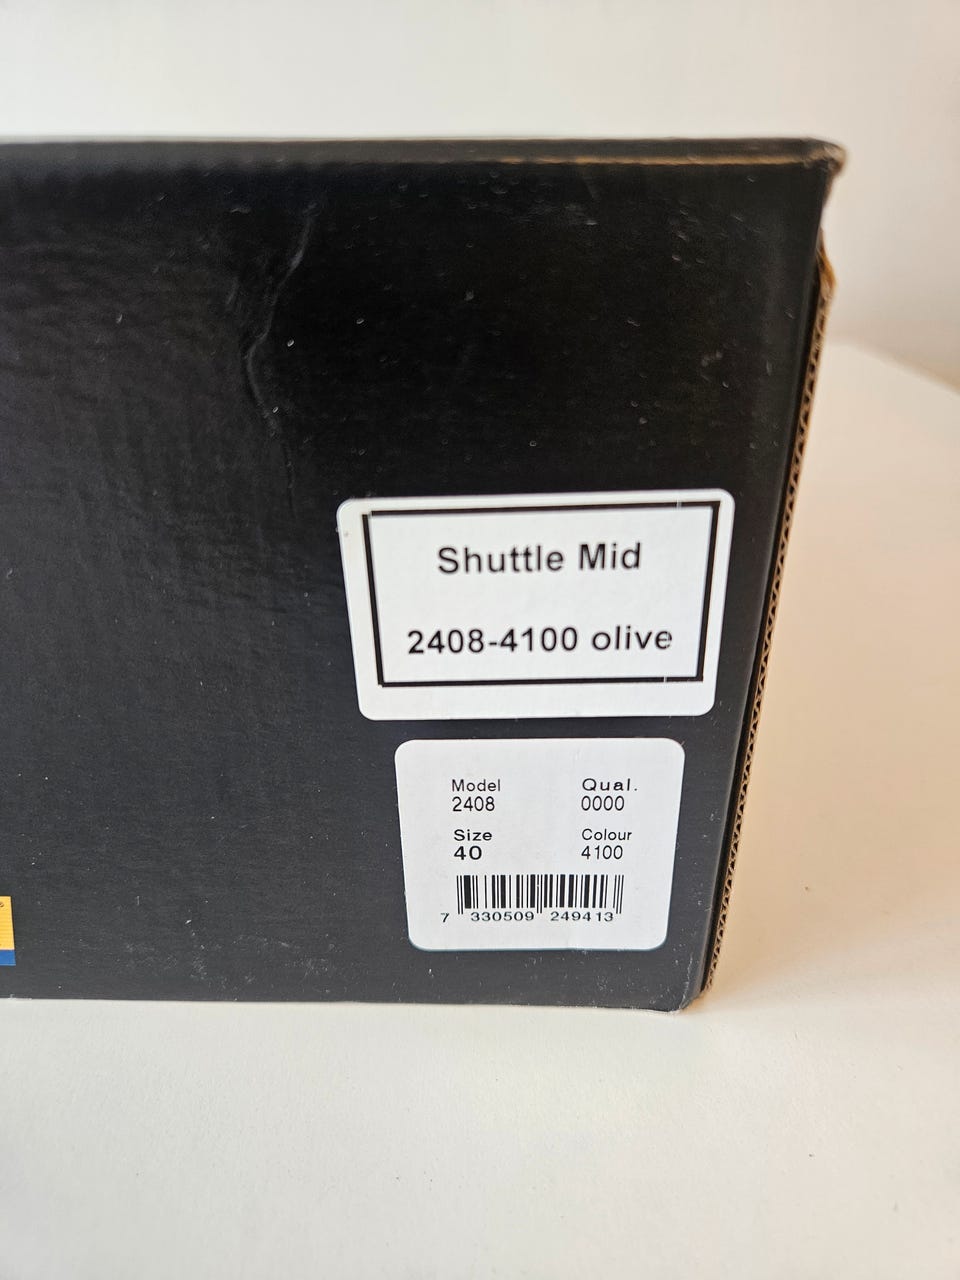 Shuttle Mid
2408-4100 olive
Model Qual.
2408 0000
Size Colour
40 4100
7 330509 249413